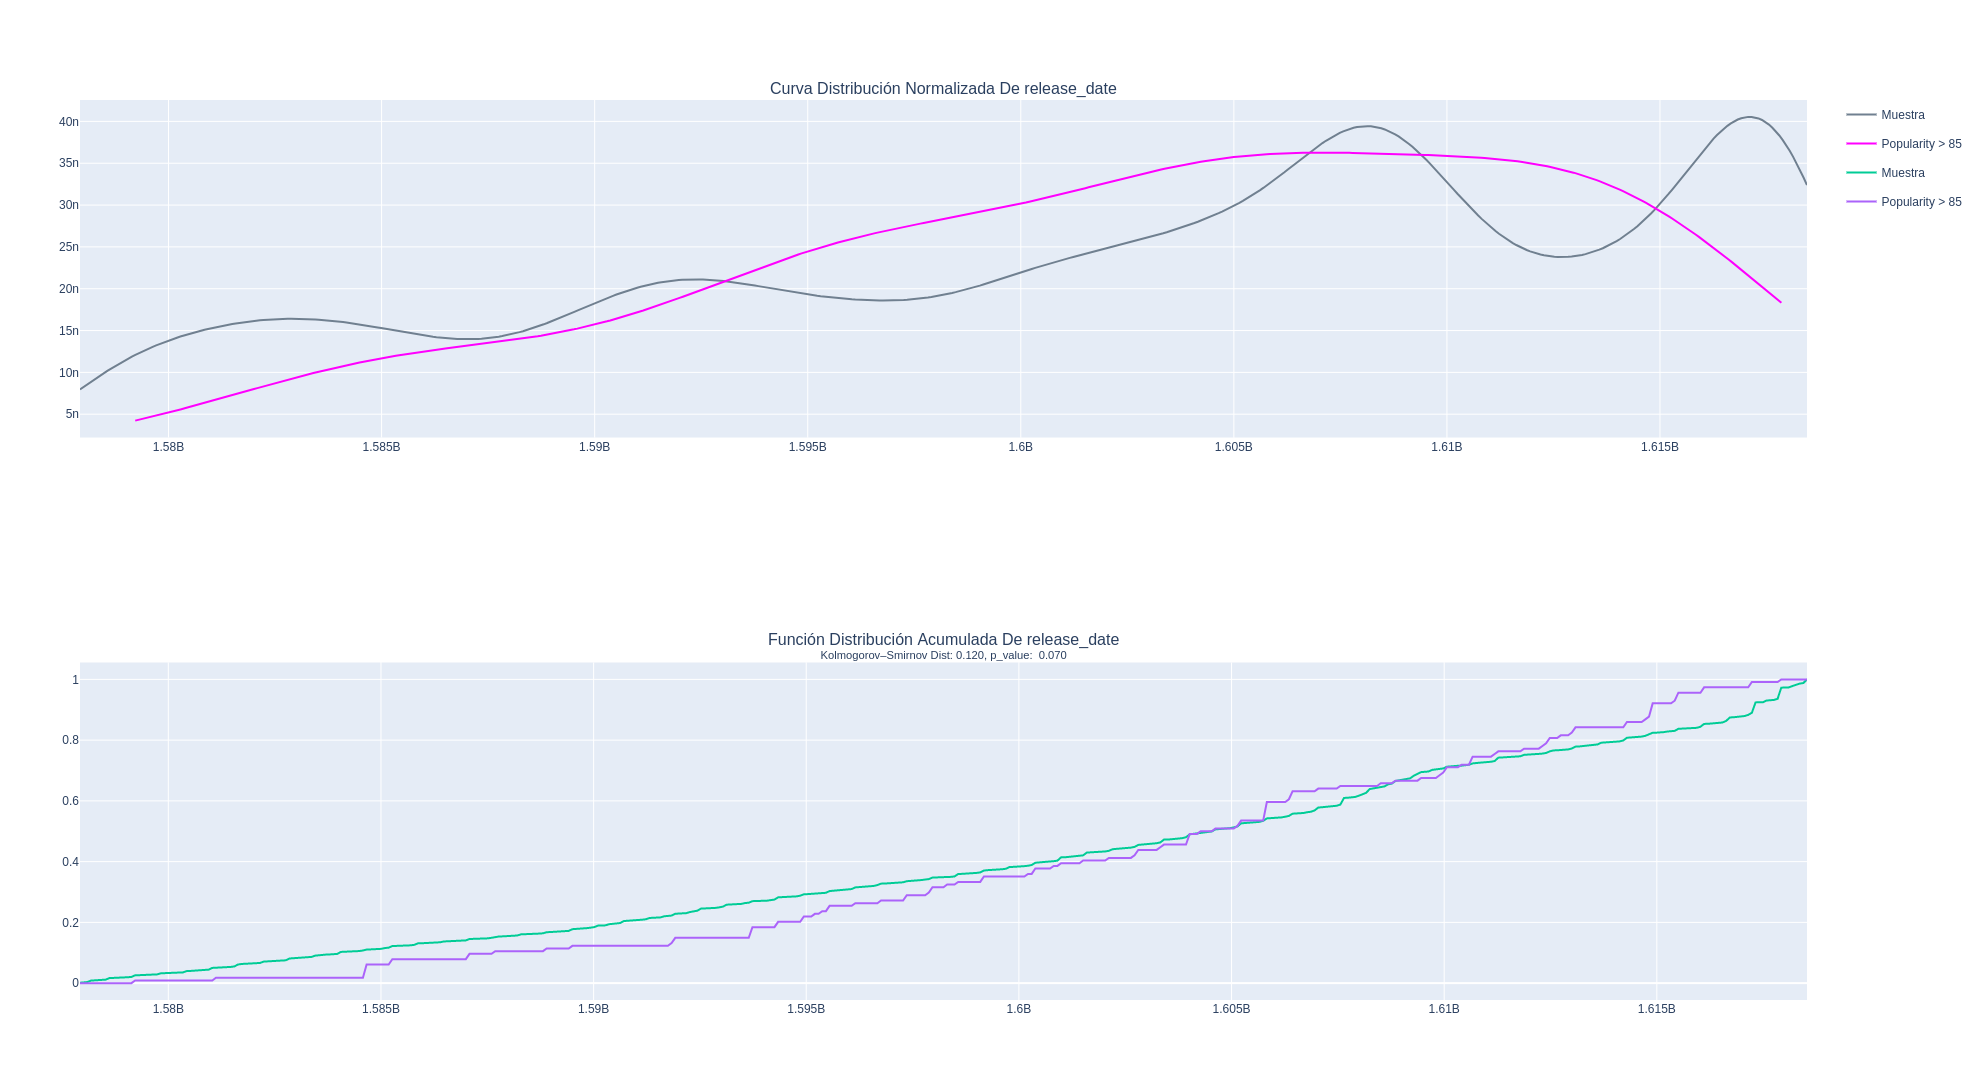 Curva Distribución Normalizada De release_date
40n
35n
30n
25n
20n
15n
10n
5n
1.58B 1.585B 1.59B 1.595B 1.6B 1.605B 1.61B 1.615B
Muestra
Popularity > 85
Muestra
Popularity > 85
Función Distribución Acumulada De release_date
Kolmogorov–Smirnov Dist: 0.120, p_value:  0.070
1
0.8
0.6
0.4
0.2
0
1.58B 1.585B 1.59B 1.595B 1.6B 1.605B 1.61B 1.615B